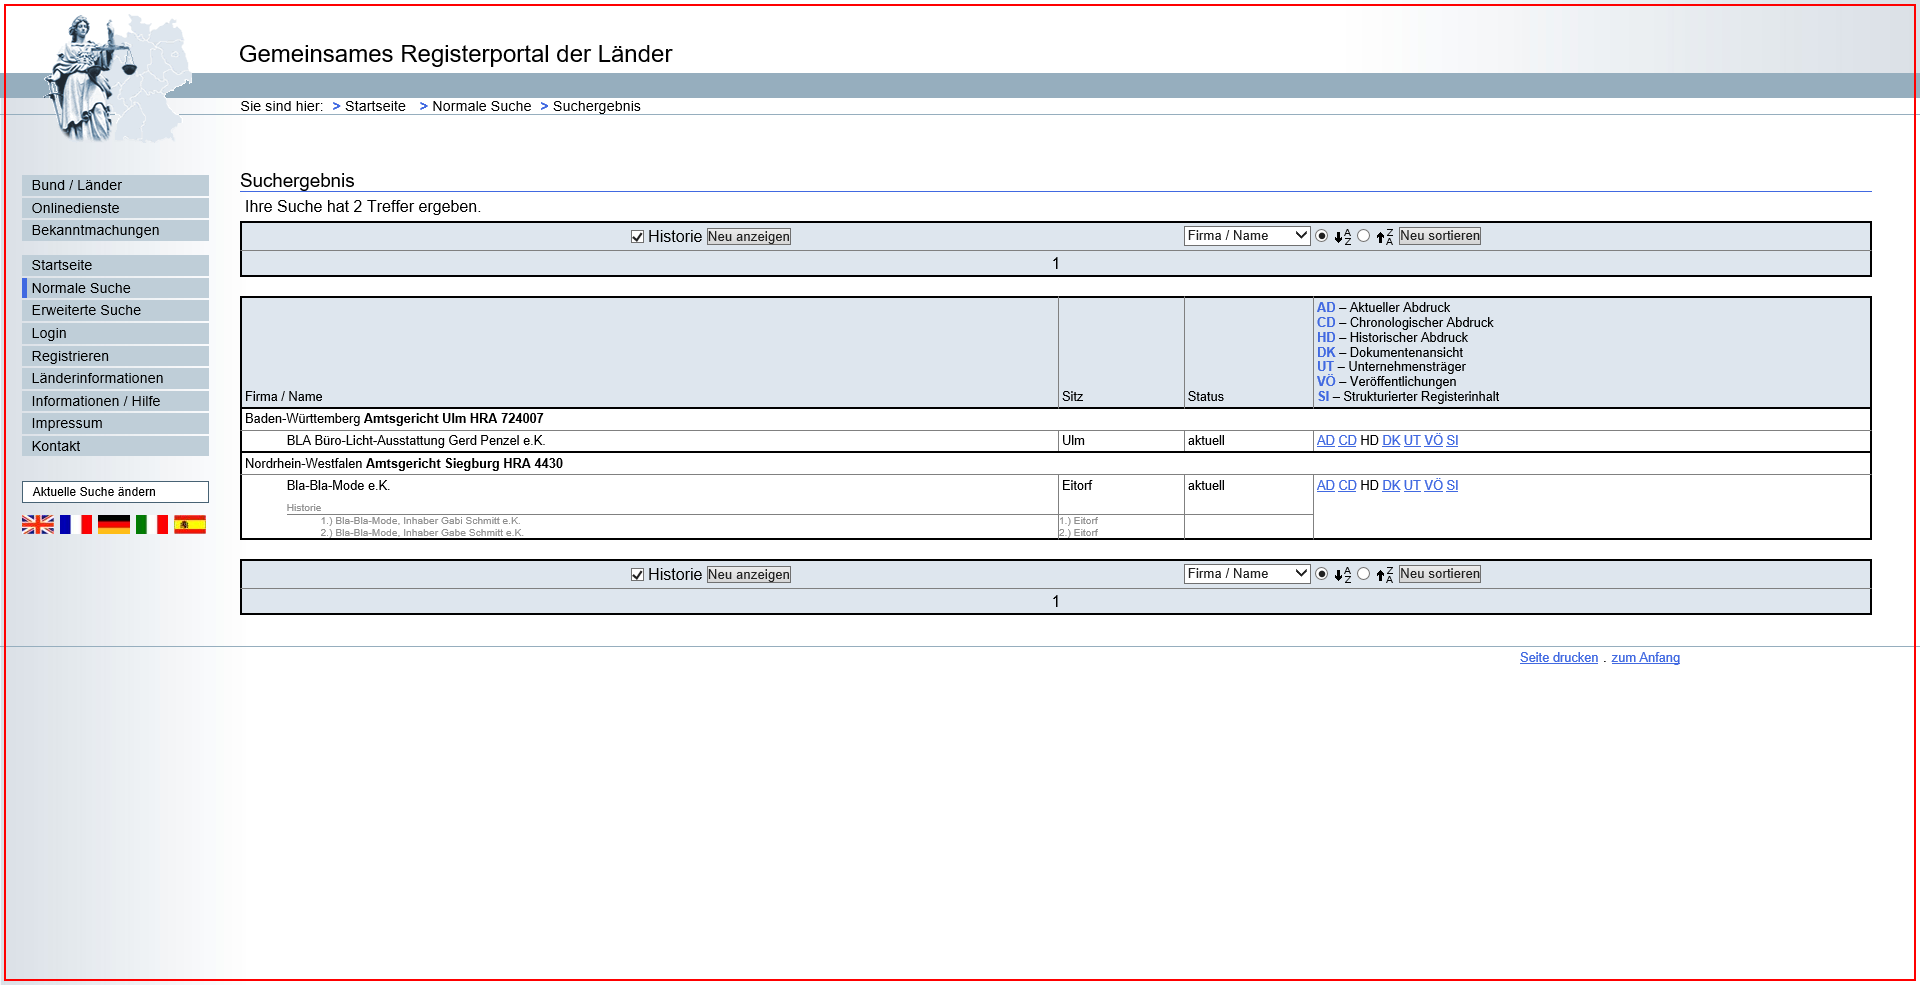 Gemeinsames Registerportal der Länder
Sie sind hier: > Startseite > Normale Suche > Suchergebnis
Bund / Länder
Onlinedienste
Bekanntmachungen
Startseite
Normale Suche
Erweiterte Suche
Login
Registrieren
Länderinformationen
Informationen / Hilfe
Impressum
Kontakt
Aktuelle Suche ändern
Suchergebnis
Ihre Suche hat 2 Treffer ergeben.
Historie Neu anzeigen Firma / Name A Z Z A Neu sortieren
1
AD – Aktueller Abdruck
CD – Chronologischer Abdruck
HD – Historischer Abdruck
DK – Dokumentenansicht
UT – Unternehmensträger
VÖ – Veröffentlichungen
Firma / Name Sitz Status SI – Strukturierter Registerinhalt
Baden-Württemberg Amtsgericht Ulm HRA 724007
BLA Büro-Licht-Ausstattung Gerd Penzel e.K. Ulm aktuell AD CD HD DK UT VÖ SI
Nordrhein-Westfalen Amtsgericht Siegburg HRA 4430
Bla-Bla-Mode e.K. Eitorf aktuell AD CD HD DK UT VÖ SI
Historie
1.) Bla-Bla-Mode, Inhaber Gabi Schmitt e.K. 1.) Eitorf
2.) Bla-Bla-Mode, Inhaber Gabe Schmitt e.K. 2.) Eitorf
Historie Neu anzeigen Firma / Name A Z Z A Neu sortieren
1
Seite drucken . zum Anfang